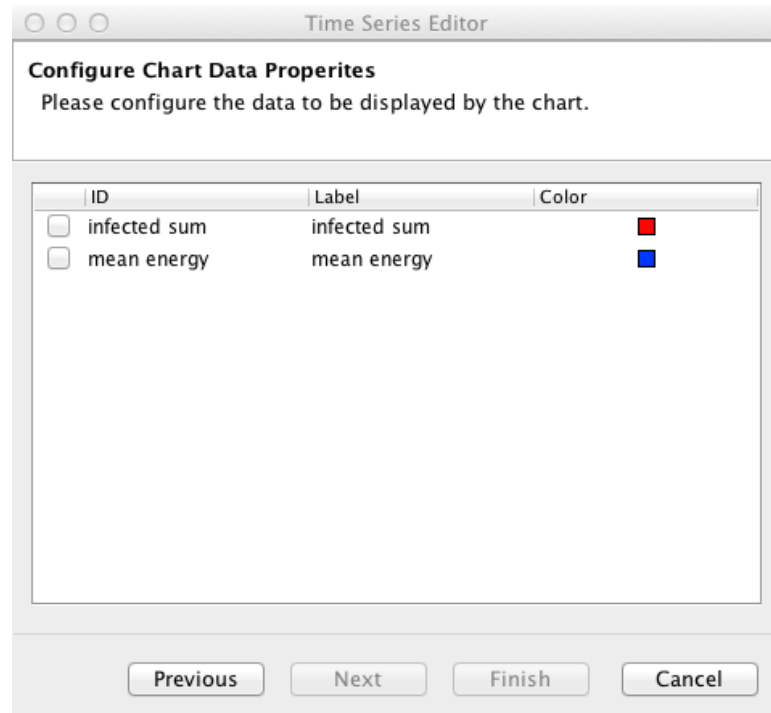 Time Series Editor
Configure Chart Data Properites
Please configure the data to be displayed by the chart.
ID Label Color
infected sum infected sum
mean energy mean energy
Previous Next Finish Cancel